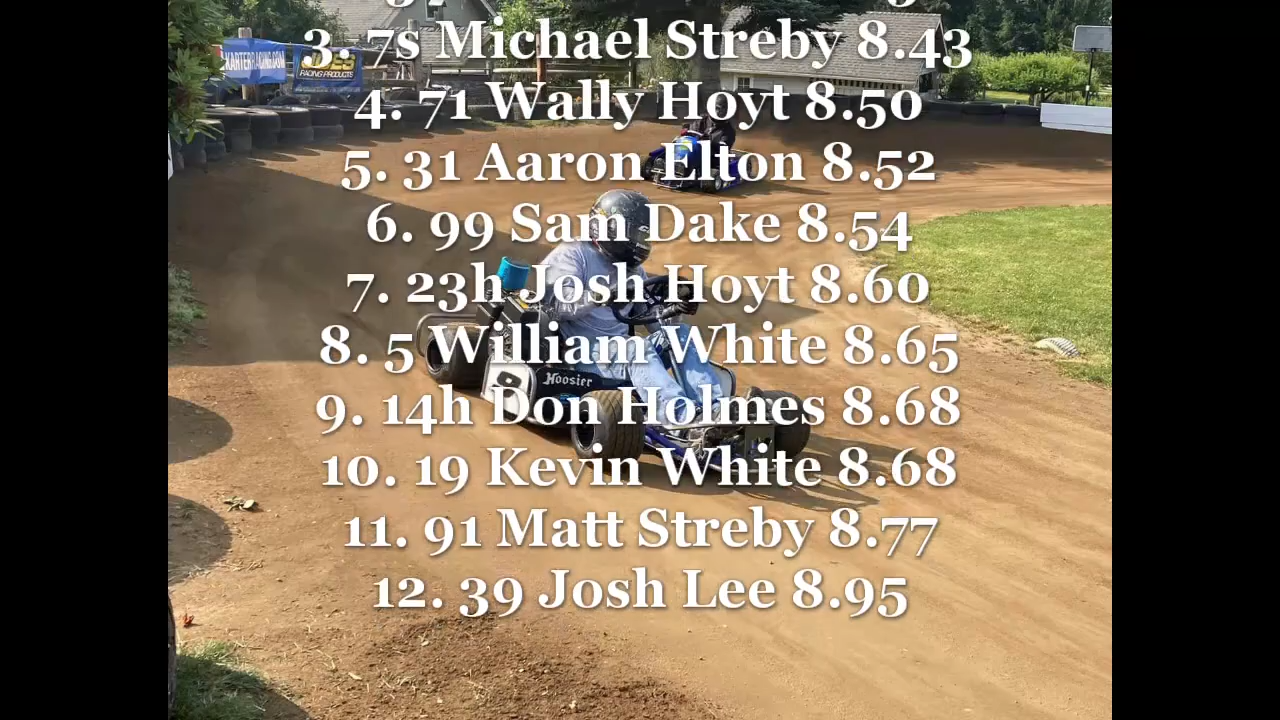 3. 7s Michael Streby 8.43
4. 71 Wally Hoyt 8.50
5. 31 Aaron Elton 8.52
6. 99 Sam Dake 8.54
7. 23h Josh Hoyt 8.60
8. 5 William White 8.65
9. 14h Don Holmes 8.68
10. 19 Kevin White 8.68
11. 91 Matt Streby 8.77
12. 39 Josh Lee 8.95
RACING PRODUCTS
Hoosier